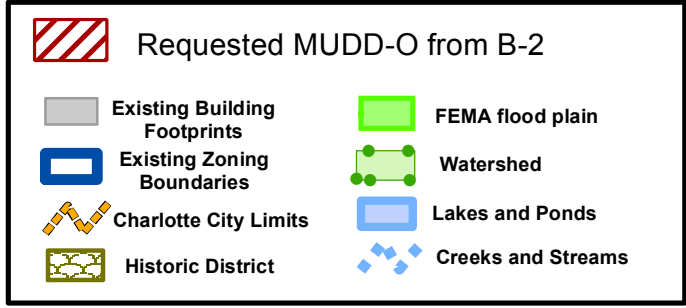 Requested MUDD-O from B-2
Existing Building
Footprints
Existing Zoning
Boundaries
Charlotte City Limits
Historic District
FEMA flood plain
Watershed
Lakes and Ponds
Creeks and Streams